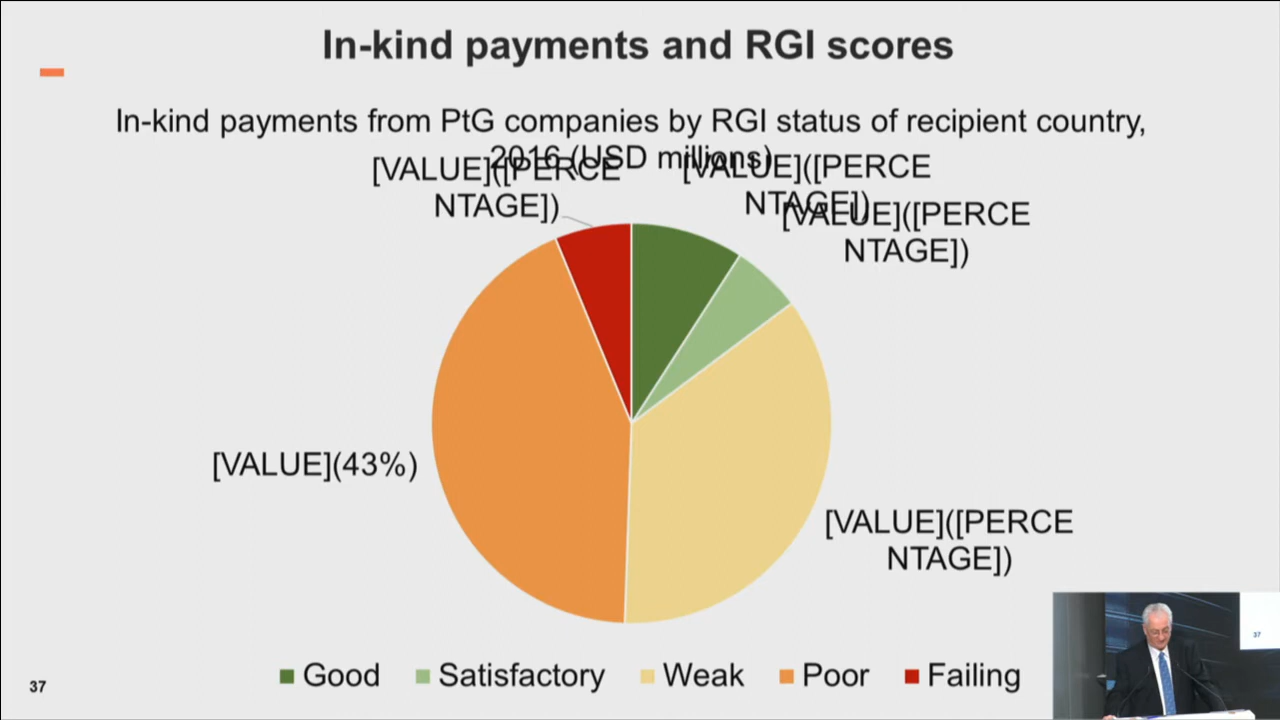 In-kind payments and RGI scores
In-kind payments from PtG companies by RGI status of recipient country,
2016 (USD millions)
[VALUE]([PERCE
NTAGE])
[VALUE]([PERCE
NTAGE])
[VALUE]([PERCE
NTAGE])
[VALUE](43%)
[VALUE]([PERCE
NTAGE])
Good Satisfactory Weak Poor Failing
37
37